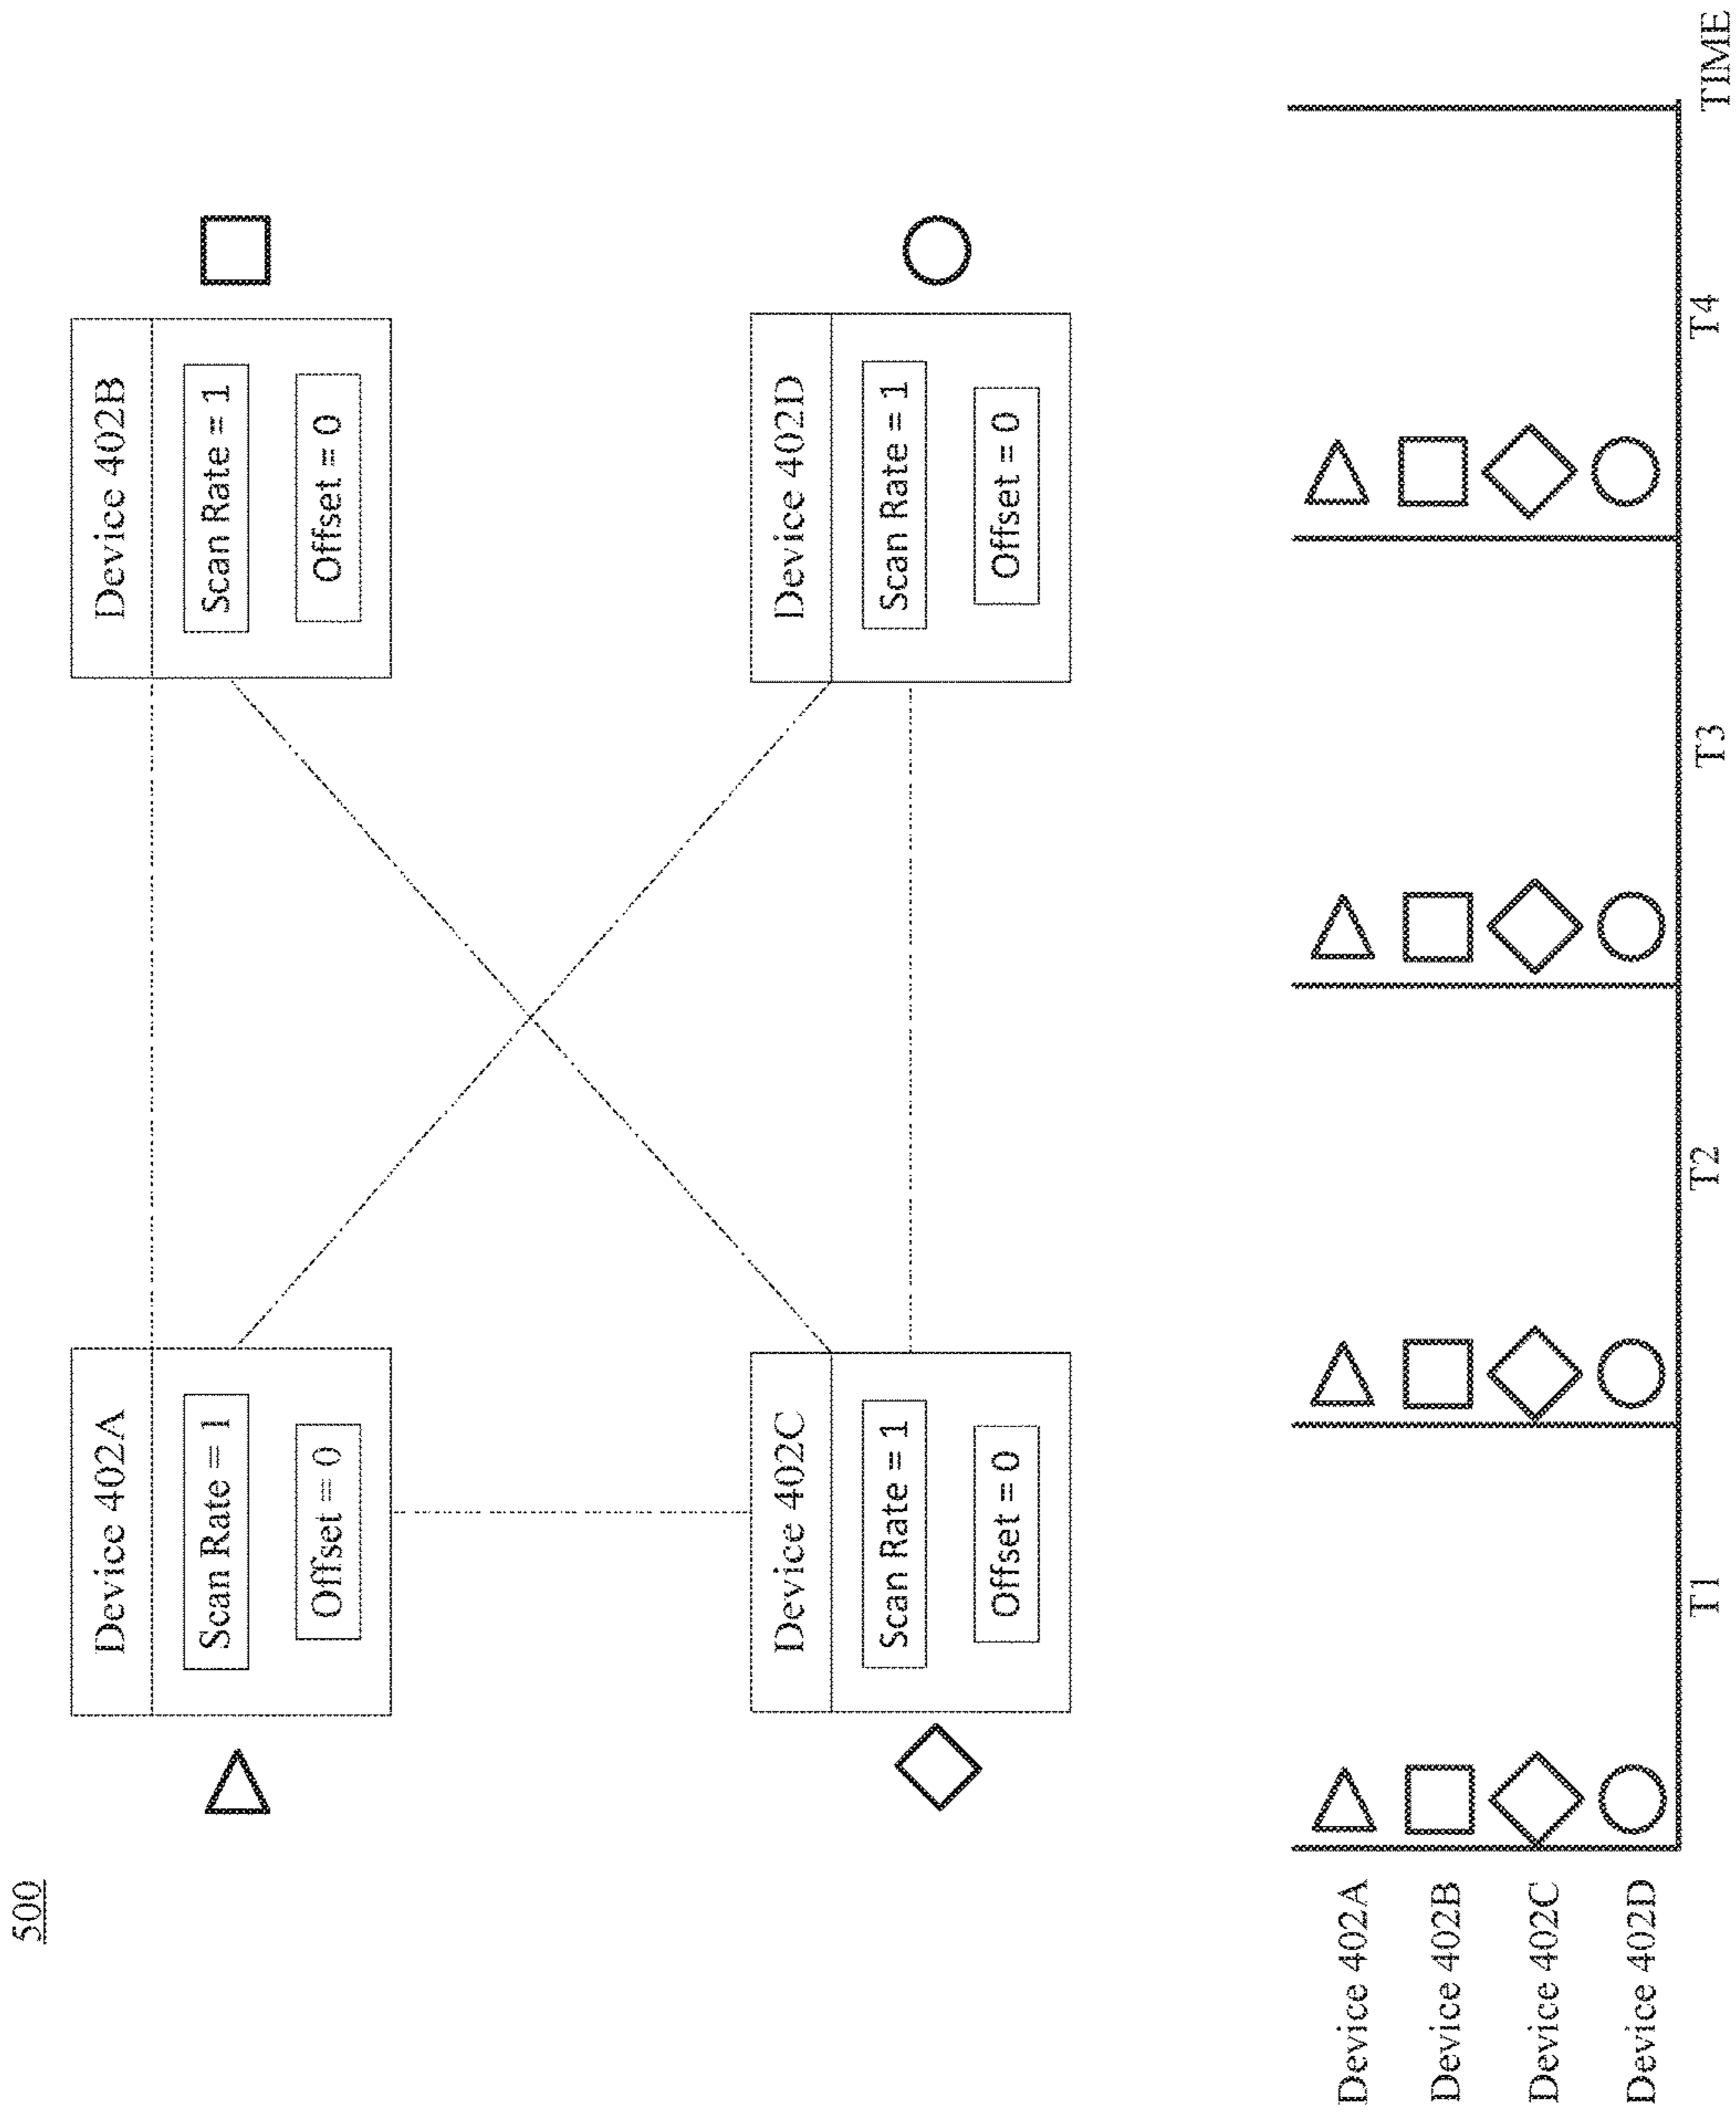 500
Device 402A
Scan Rate = 1
Offset = 0
Device 402B
Scan Rate = 1
Offset = 0
Device 402C
Scan Rate = 1
Offset = 0
Device 402D
Scan Rate = 1
Offset = 0
Device 402A
Device 402B
Device 402C
Device 402D
T1
T2
T3
T4
TIME